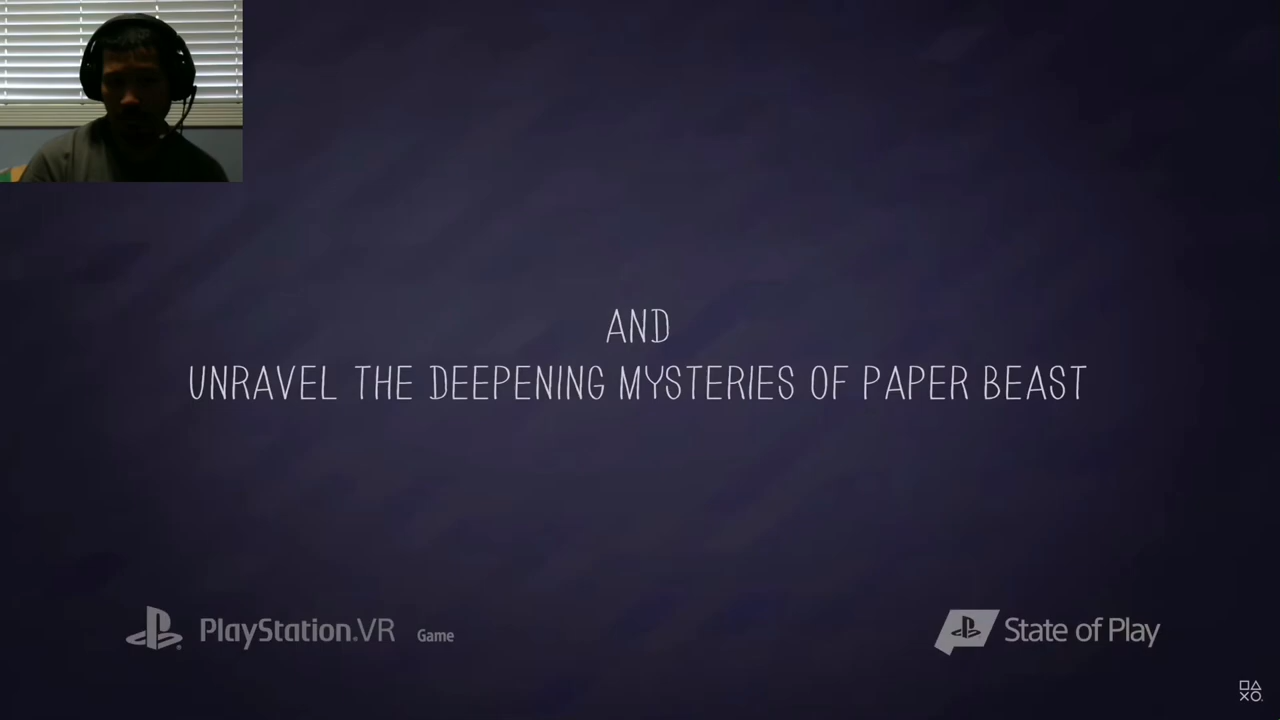 AND
UNRAVEL THE DEEPENING MYSTERIES OF PAPER BEAST
PlayStation.VR Game
State of Play